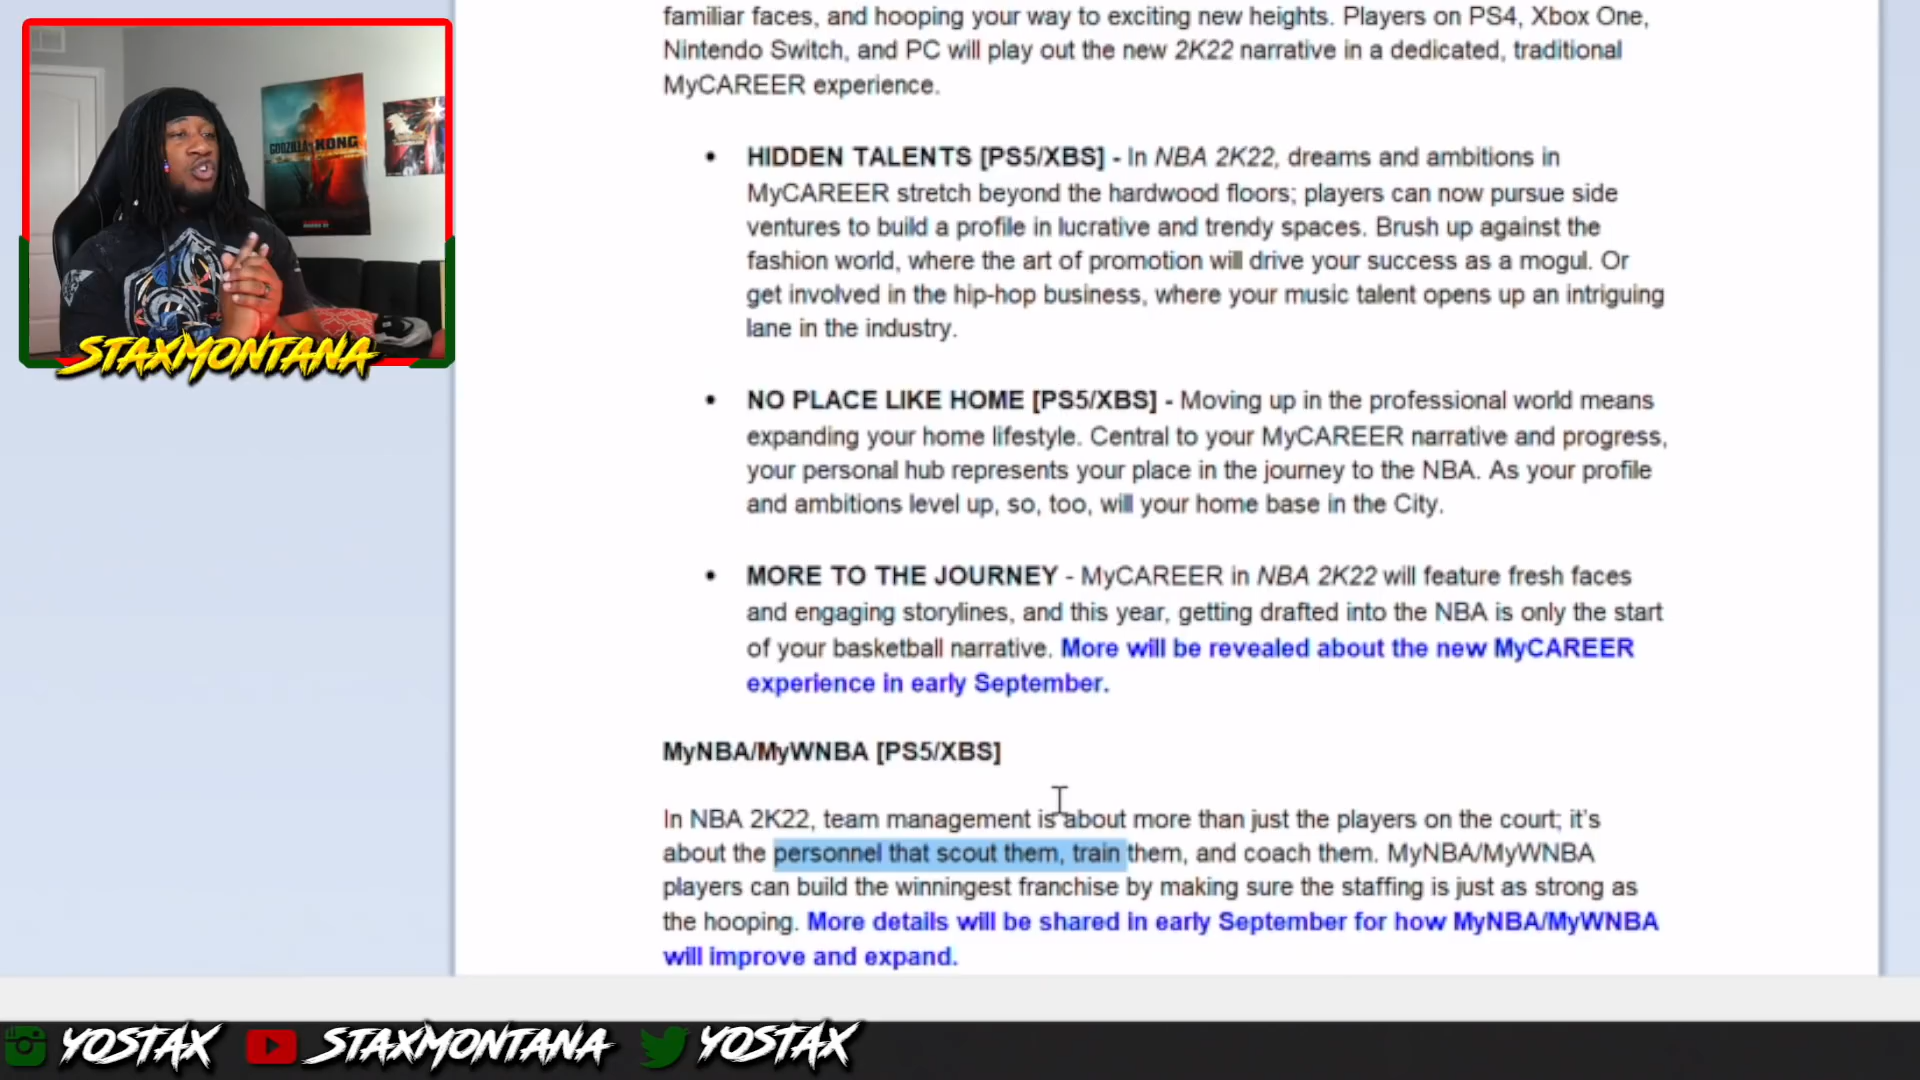 familiar faces, and hooping your way to exciting new heights. Players on PS4, Xbox One,
Nintendo Switch, and PC will play out the new 2K22 narrative in a dedicated, traditional
MyCAREER experience.
• HIDDEN TALENTS [PS5/XBS] - In NBA 2K22, dreams and ambitions in
MyCAREER stretch beyond the hardwood floors; players can now pursue side
ventures to build a profile in lucrative and trendy spaces. Brush up against the
fashion world, where the art of promotion will drive your success as a mogul. Or
get involved in the hip-hop business, where your music talent opens up an intriguing
lane in the industry.
• NO PLACE LIKE HOME [PS5/XBS] - Moving up in the professional world means
expanding your home lifestyle. Central to your MyCAREER narrative and progress,
your personal hub represents your place in the journey to the NBA. As your profile
and ambitions level up, so, too, will your home base in the City.
• MORE TO THE JOURNEY - MyCAREER in NBA 2K22 will feature fresh faces
and engaging storylines, and this year, getting drafted into the NBA is only the start
of your basketball narrative. More will be revealed about the new MyCAREER
experience in early September.
MyNBA/MyWNBA [PS5/XBS]
In NBA 2K22, team management is about more than just the players on the court; it's
about the personnel that scout them, train them, and coach them. MyNBA/MyWNBA
players can build the winningest franchise by making sure the staffing is just as strong as
the hooping. More details will be shared in early September for how MyNBA/MyWNBA
will improve and expand.
GODZILLA KONG
STAXMONTANA
YOSTAX STAXMONTANA YOSTAX